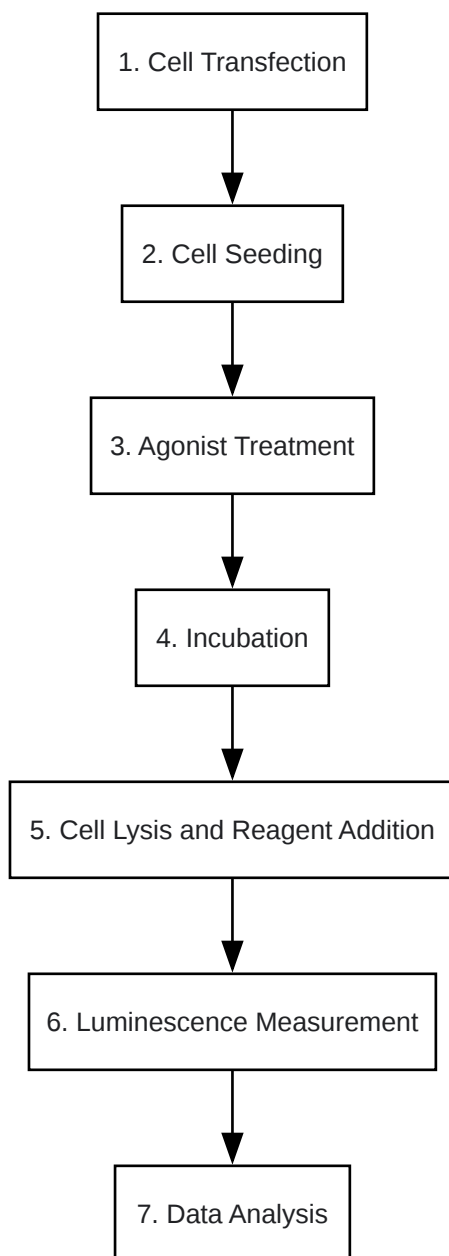 1. Cell Transfection
2. Cell Seeding
3. Agonist Treatment
4. Incubation
5. Cell Lysis and Reagent Addition
6. Luminescence Measurement
7. Data Analysis